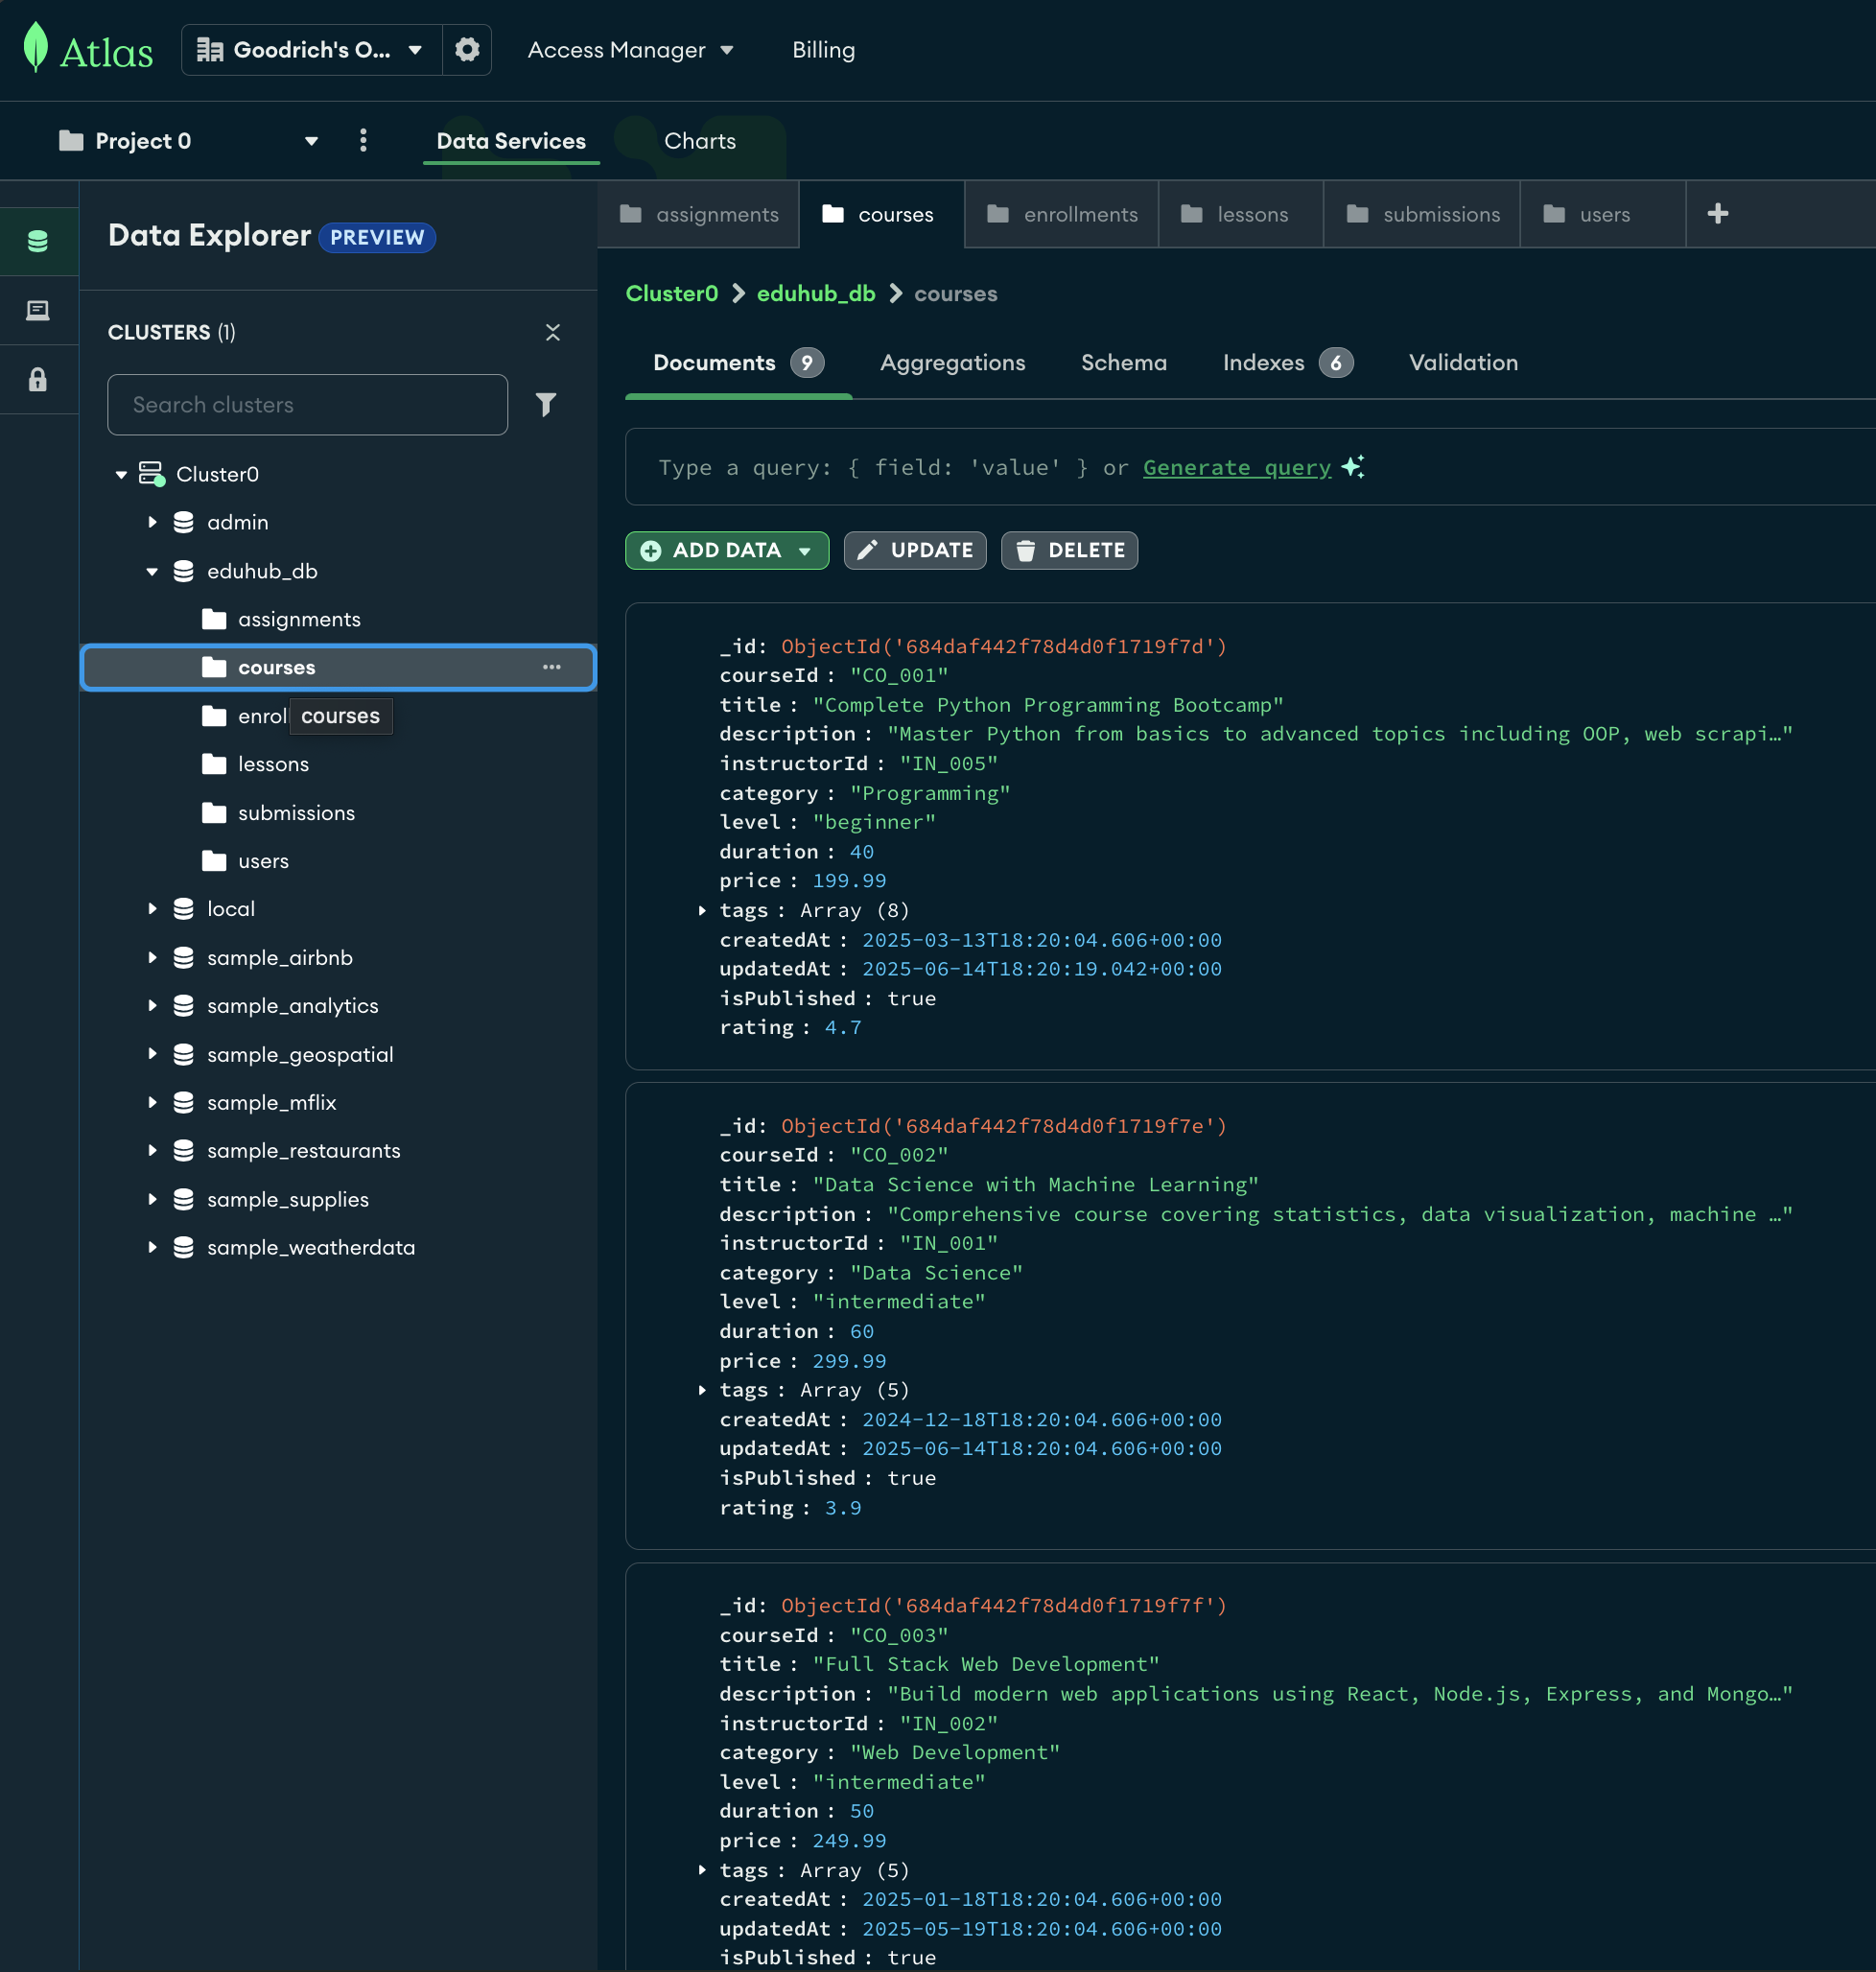 Atlas
Goodrich's O...
Access Manager
Billing
Project 0
Data Services
Charts
Data Explorer PREVIEW
CLUSTERS (1)
Search clusters
Cluster0
admin
eduhub_db
assignments
courses
enrol
courses
lessons
submissions
users
local
sample_airbnb
sample_analytics
sample_geospatial
sample_mflix
sample_restaurants
sample_supplies
sample_weatherdata
assignments
courses
enrollments
lessons
submissions
users
Cluster0 > eduhub_db > courses
Documents 9
Aggregations
Schema
Indexes 6
Validation
Type a query: { field: 'value' } or Generate query
ADD DATA
UPDATE
DELETE
_id: ObjectId('684daf442f78d4d0f1719f7d')
courseId : "CO_001"
title : "Complete Python Programming Bootcamp"
description : "Master Python from basics to advanced topics including OOP, web scrapi…"
instructorId : "IN_005"
category : "Programming"
level : "beginner"
duration : 40
price : 199.99
tags : Array (8)
createdAt : 2025-03-13T18:20:04.606+00:00
updatedAt : 2025-06-14T18:20:19.042+00:00
isPublished : true
rating : 4.7
_id: ObjectId('684daf442f78d4d0f1719f7e')
courseId : "CO_002"
title : "Data Science with Machine Learning"
description : "Comprehensive course covering statistics, data visualization, machine …"
instructorId : "IN_001"
category : "Data Science"
level : "intermediate"
duration : 60
price : 299.99
tags : Array (5)
createdAt : 2024-12-18T18:20:04.606+00:00
updatedAt : 2025-06-14T18:20:04.606+00:00
isPublished : true
rating : 3.9
_id: ObjectId('684daf442f78d4d0f1719f7f')
courseId : "CO_003"
title : "Full Stack Web Development"
description : "Build modern web applications using React, Node.js, Express, and Mongo…"
instructorId : "IN_002"
category : "Web Development"
level : "intermediate"
duration : 50
price : 249.99
tags : Array (5)
createdAt : 2025-01-18T18:20:04.606+00:00
updatedAt : 2025-05-19T18:20:04.606+00:00
isPublished : true